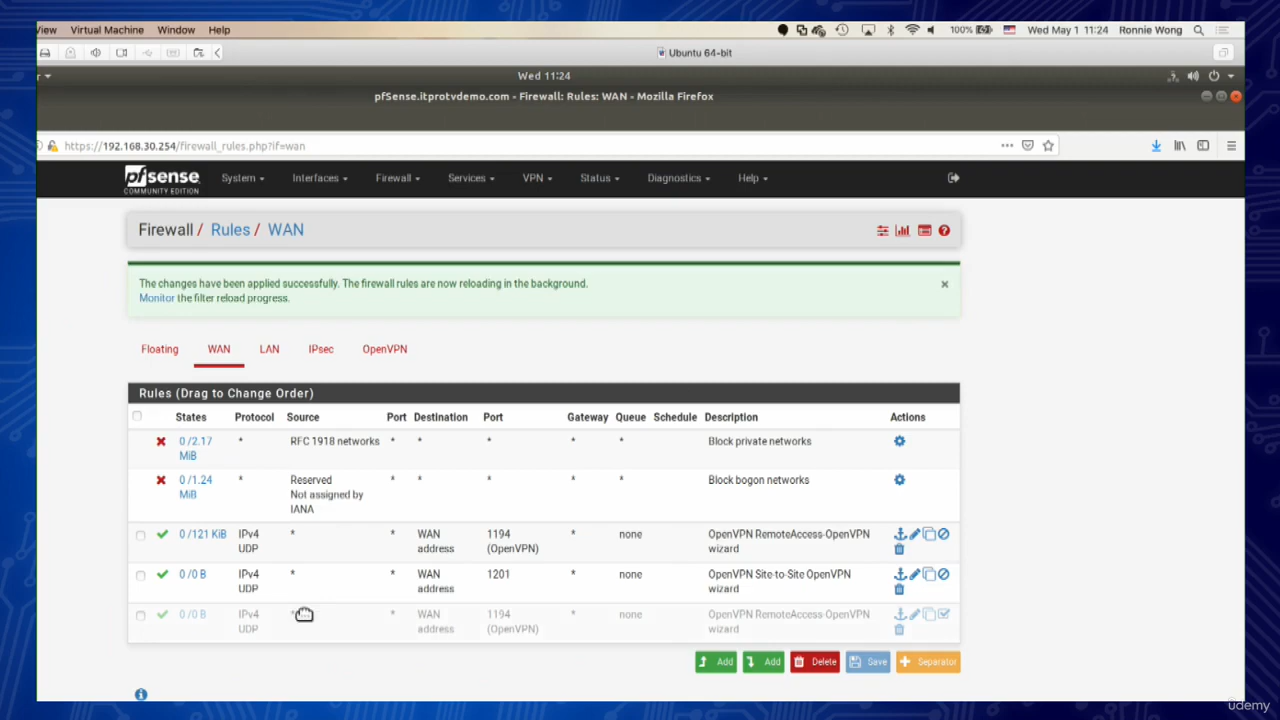 View Virtual Machine Window Help 100% Wed May 1 11:24 Ronnie Wong
Ubuntu 64-bit
Wed 11:24
pfSense.itprotvdemo.com - Firewall: Rules: WAN - Mozilla Firefox
https://192.168.30.254/firewall_rules.php?if=wan
pfsense COMMUNITY EDITION System Interfaces Firewall Services VPN Status Diagnostics Help
Firewall / Rules / WAN
The changes have been applied successfully. The firewall rules are now reloading in the background.
Monitor the filter reload progress.
Floating WAN LAN IPsec OpenVPN
Rules (Drag to Change Order)
States Protocol Source Port Destination Port Gateway Queue Schedule Description Actions
0 /2.17 * RFC 1918 networks * * * * * Block private networks
MiB
0 /1.24 * Reserved * * * * * Block bogon networks
MiB Not assigned by
IANA
0 /121 KiB IPv4 * * WAN 1194 * none OpenVPN RemoteAccess-OpenVPN
UDP address (OpenVPN) wizard
0 /0 B IPv4 * * WAN 1201 * none OpenVPN Site-to-Site OpenVPN
UDP address wizard
0 /0 B IPv4 * * WAN 1194 * none OpenVPN RemoteAccess-OpenVPN
UDP address (OpenVPN) wizard
Add Add Delete Save Separator
udemy